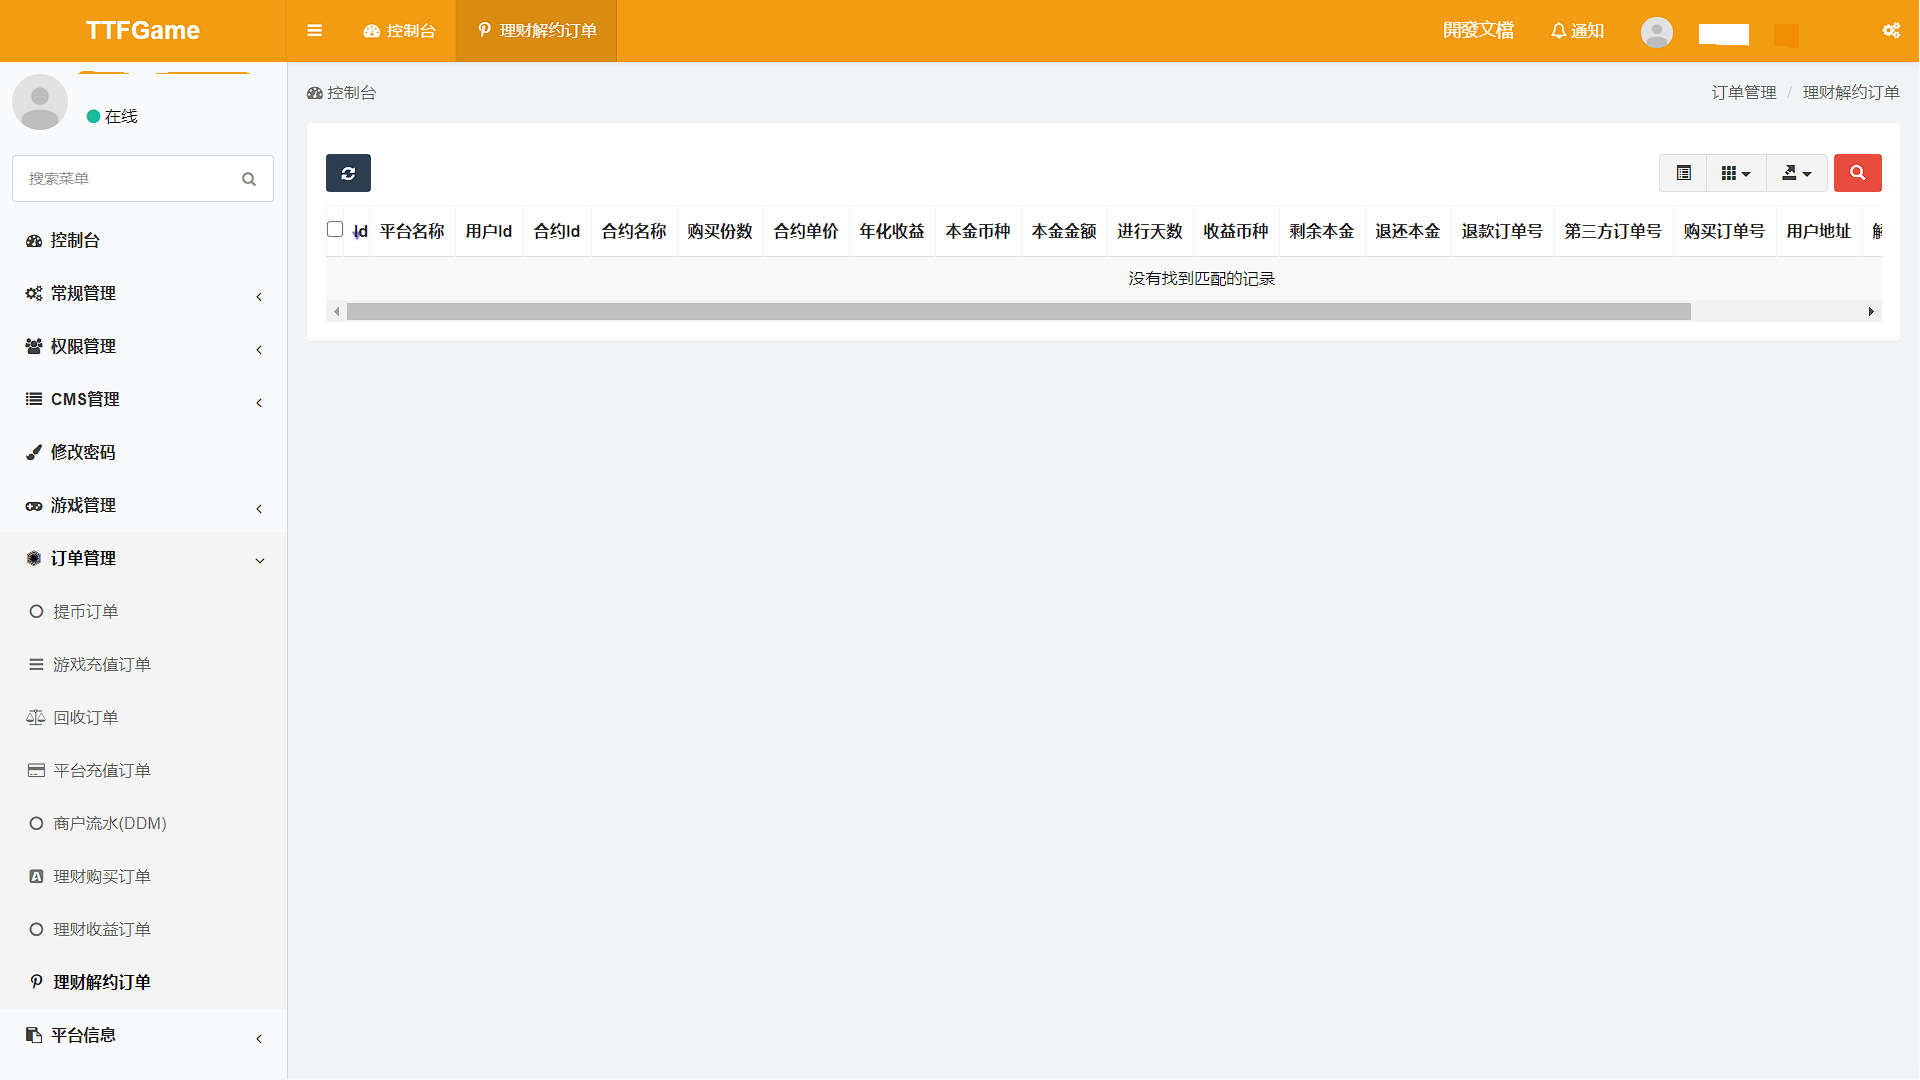 TTFGame
控制台
理财解约订单
開發文檔
通知
在线
搜索菜单
控制台
常规管理
权限管理
CMS管理
修改密码
游戏管理
订单管理
提币订单
游戏充值订单
回收订单
平台充值订单
商户流水(DDM)
理财购买订单
理财收益订单
理财解约订单
平台信息
控制台
订单管理 / 理财解约订单
Id 平台名称 用户Id 合约Id 合约名称 购买份数 合约单价 年化收益 本金币种 本金金额 进行天数 收益币种 剩余本金 退还本金 退款订单号 第三方订单号 购买订单号 用户地址
没有找到匹配的记录